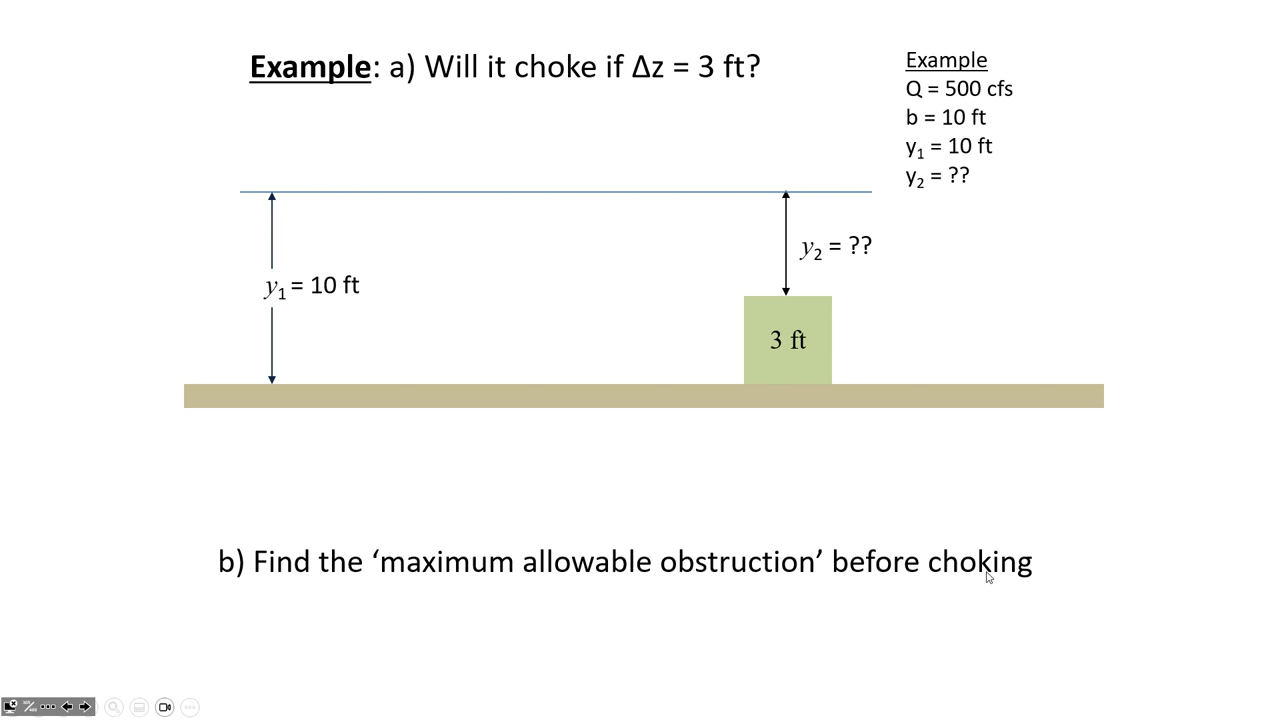 Example: a) Will it choke if Δz = 3 ft?
Example
Q = 500 cfs
b = 10 ft
y₁ = 10 ft
y₂ = ??
y₂ = ??
y₁ = 10 ft
3 ft
b) Find the ‘maximum allowable obstruction’ before choking